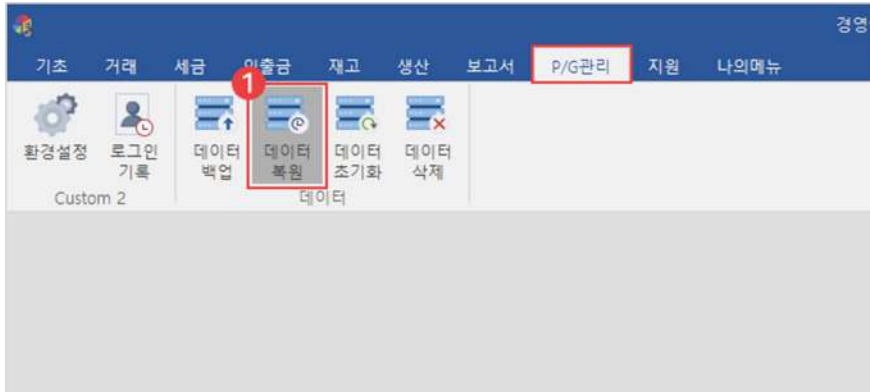 경영
기초 거래 세금 입출금 재고 생산 보고서 P/G관리 지원 나의메뉴
1
환경설정 로그인 데이터 데이터 데이터 데이터
기록 백업 복원 초기화 삭제
Custom 2 데이터